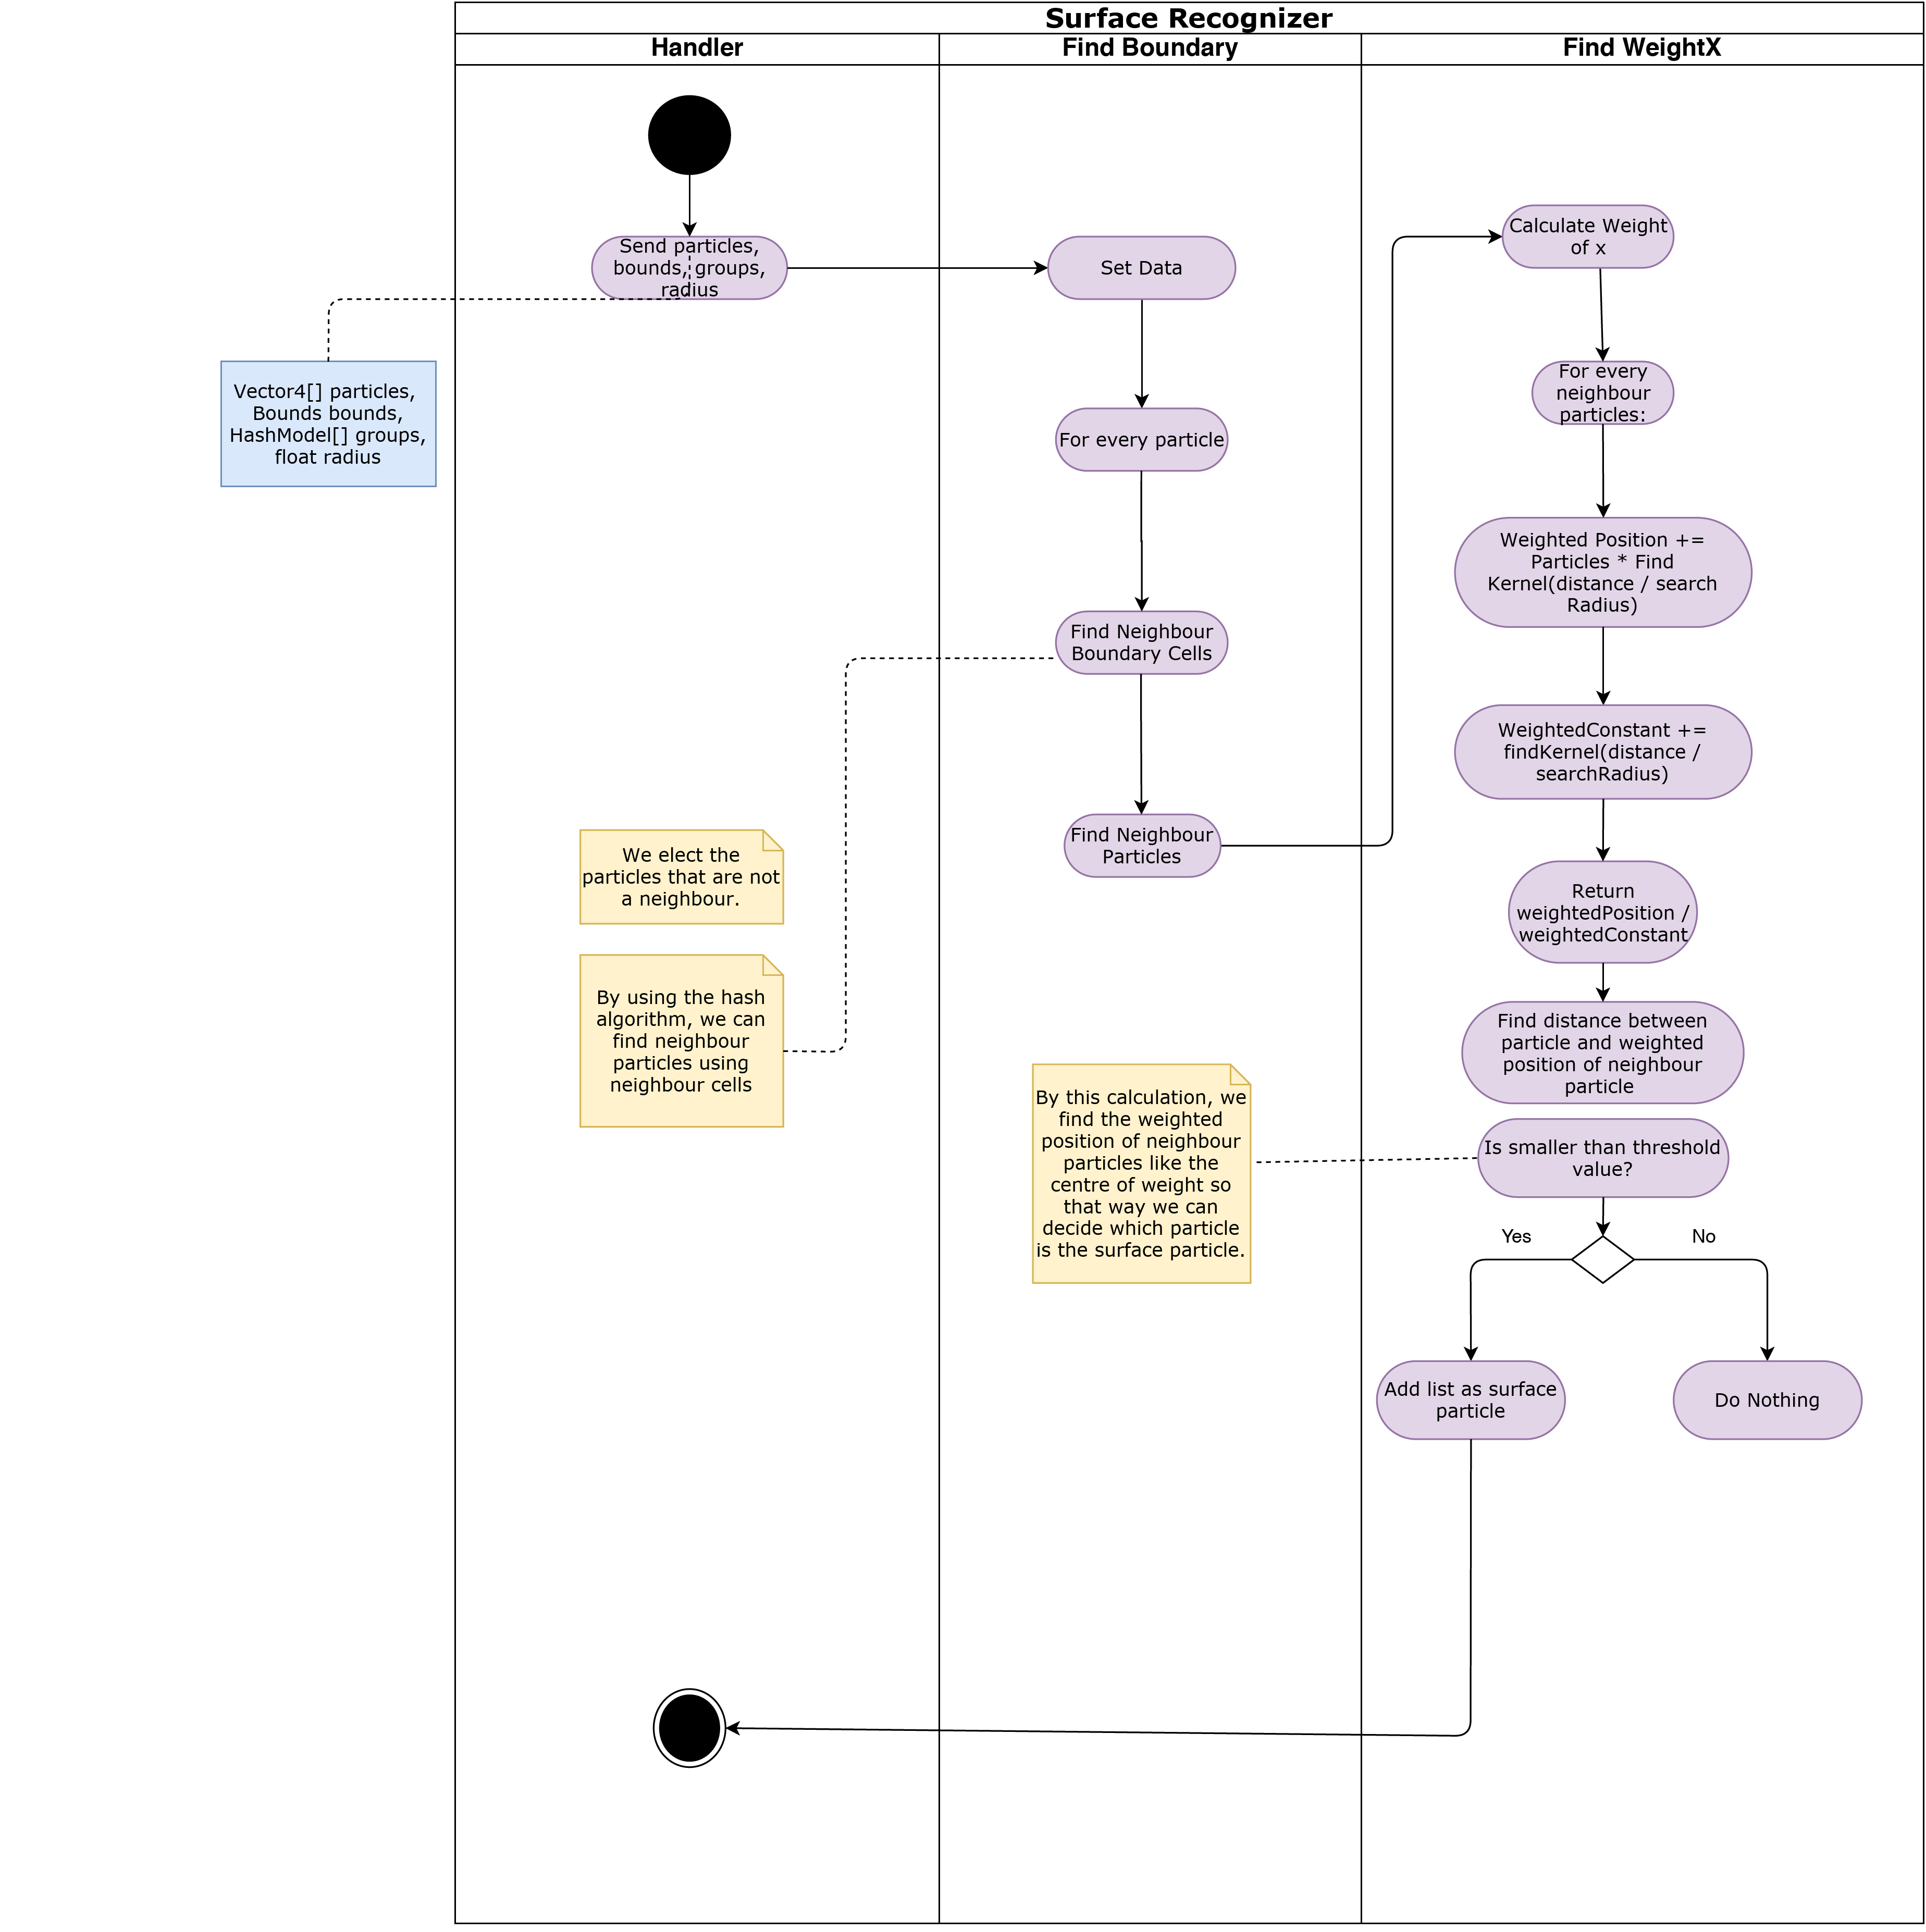 Surface Recognizer
Handler
Find Boundary
Find WeightX
Send particles,
bounds, groups,
radius
Vector4[] particles,
Bounds bounds,
HashModel[] groups,
float radius
We elect the
particles that are not
a neighbour.
By using the hash
algorithm, we can
find neighbour
particles using
neighbour cells
Set Data
For every particle
Find Neighbour
Boundary Cells
Find Neighbour
Particles
By this calculation, we
find the weighted
position of neighbour
particles like the
centre of weight so
that way we can
decide which particle
is the surface particle.
Calculate Weight
of x
For every
neighbour
particles:
Weighted Position +=
Particles * Find
Kernel(distance / search
Radius)
WeightedConstant +=
findKernel(distance /
searchRadius)
Return
weightedPosition /
weightedConstant
Find distance between
particle and weighted
position of neighbour
particle
Is smaller than threshold
value?
Yes
No
Add list as surface
particle
Do Nothing